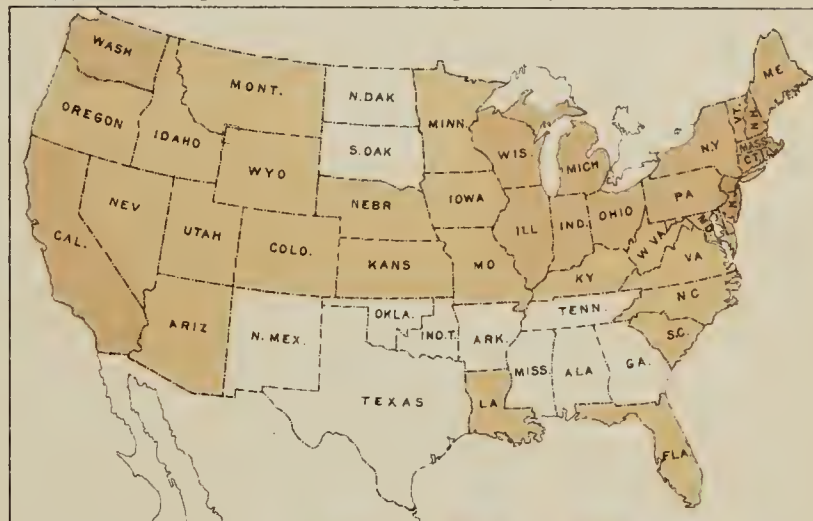 WASH
MONT.
N.DAK
MINN.
ME
OREGON
IDAHO
S.DAK
WIS.
MICH
N.Y
VT.
N.H.
MASS
CT.
WYO
NEBR
IOWA
PA
N.J.
NEV
UTAH
COLO.
ILL
IND.
OHIO
W VA.
MD.
CAL.
KANS
MO
KY
VA
ARIZ
N.MEX.
OKLA.
IND.T.
ARK.
TENN.
N C
S.C.
TEXAS
LA
MISS.
ALA
GA.
FLA.